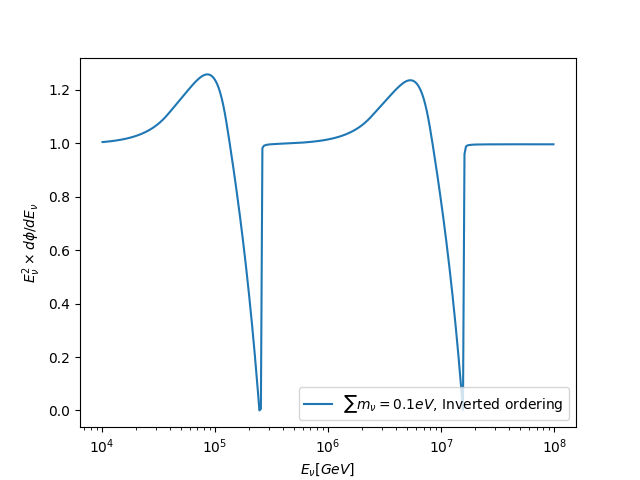 1.2
1.0
0.8
0.6
0.4
0.2
0.0
E_ν^2 × dϕ/dE_ν
∑m_ν = 0.1eV, Inverted ordering
10^4 10^5 10^6 10^7 10^8
E_ν[GeV]